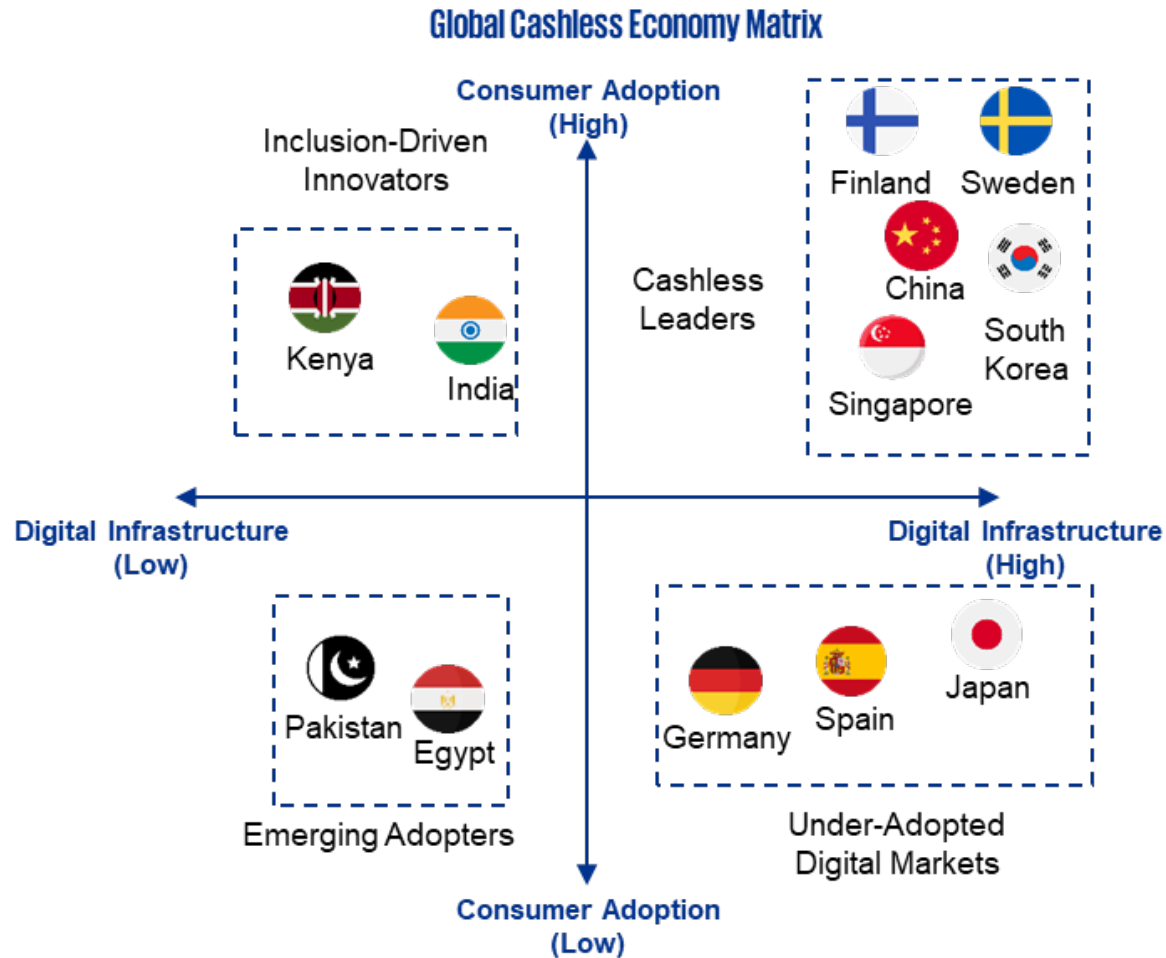 Global Cashless Economy Matrix
Consumer Adoption
(High)
Inclusion-Driven
Innovators
Finland
Sweden
Kenya
India
Cashless
Leaders
China
South
Korea
Singapore
Digital Infrastructure
(Low)
Digital Infrastructure
(High)
Pakistan
Egypt
Emerging Adopters
Germany
Spain
Japan
Under-Adopted
Digital Markets
Consumer Adoption
(Low)